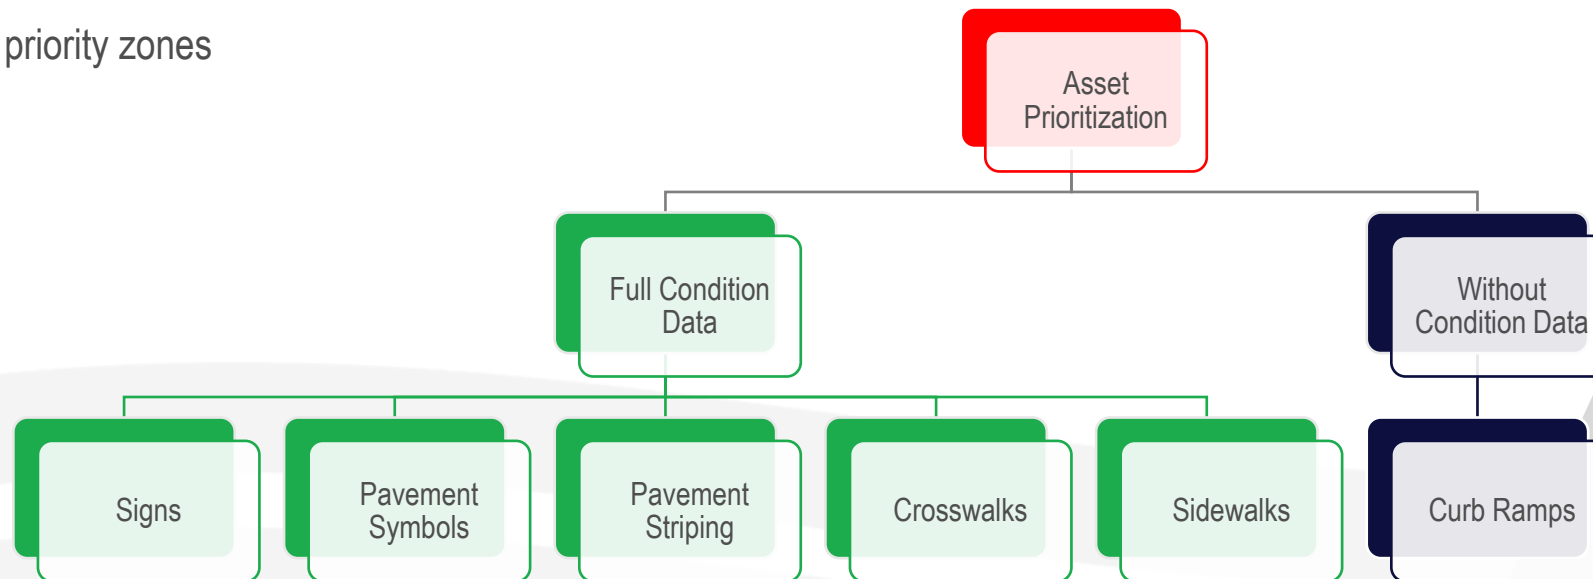 priority zones
Asset
Prioritization
Full Condition
Data
Without
Condition Data
Signs
Pavement
Symbols
Pavement
Striping
Crosswalks
Sidewalks
Curb Ramps